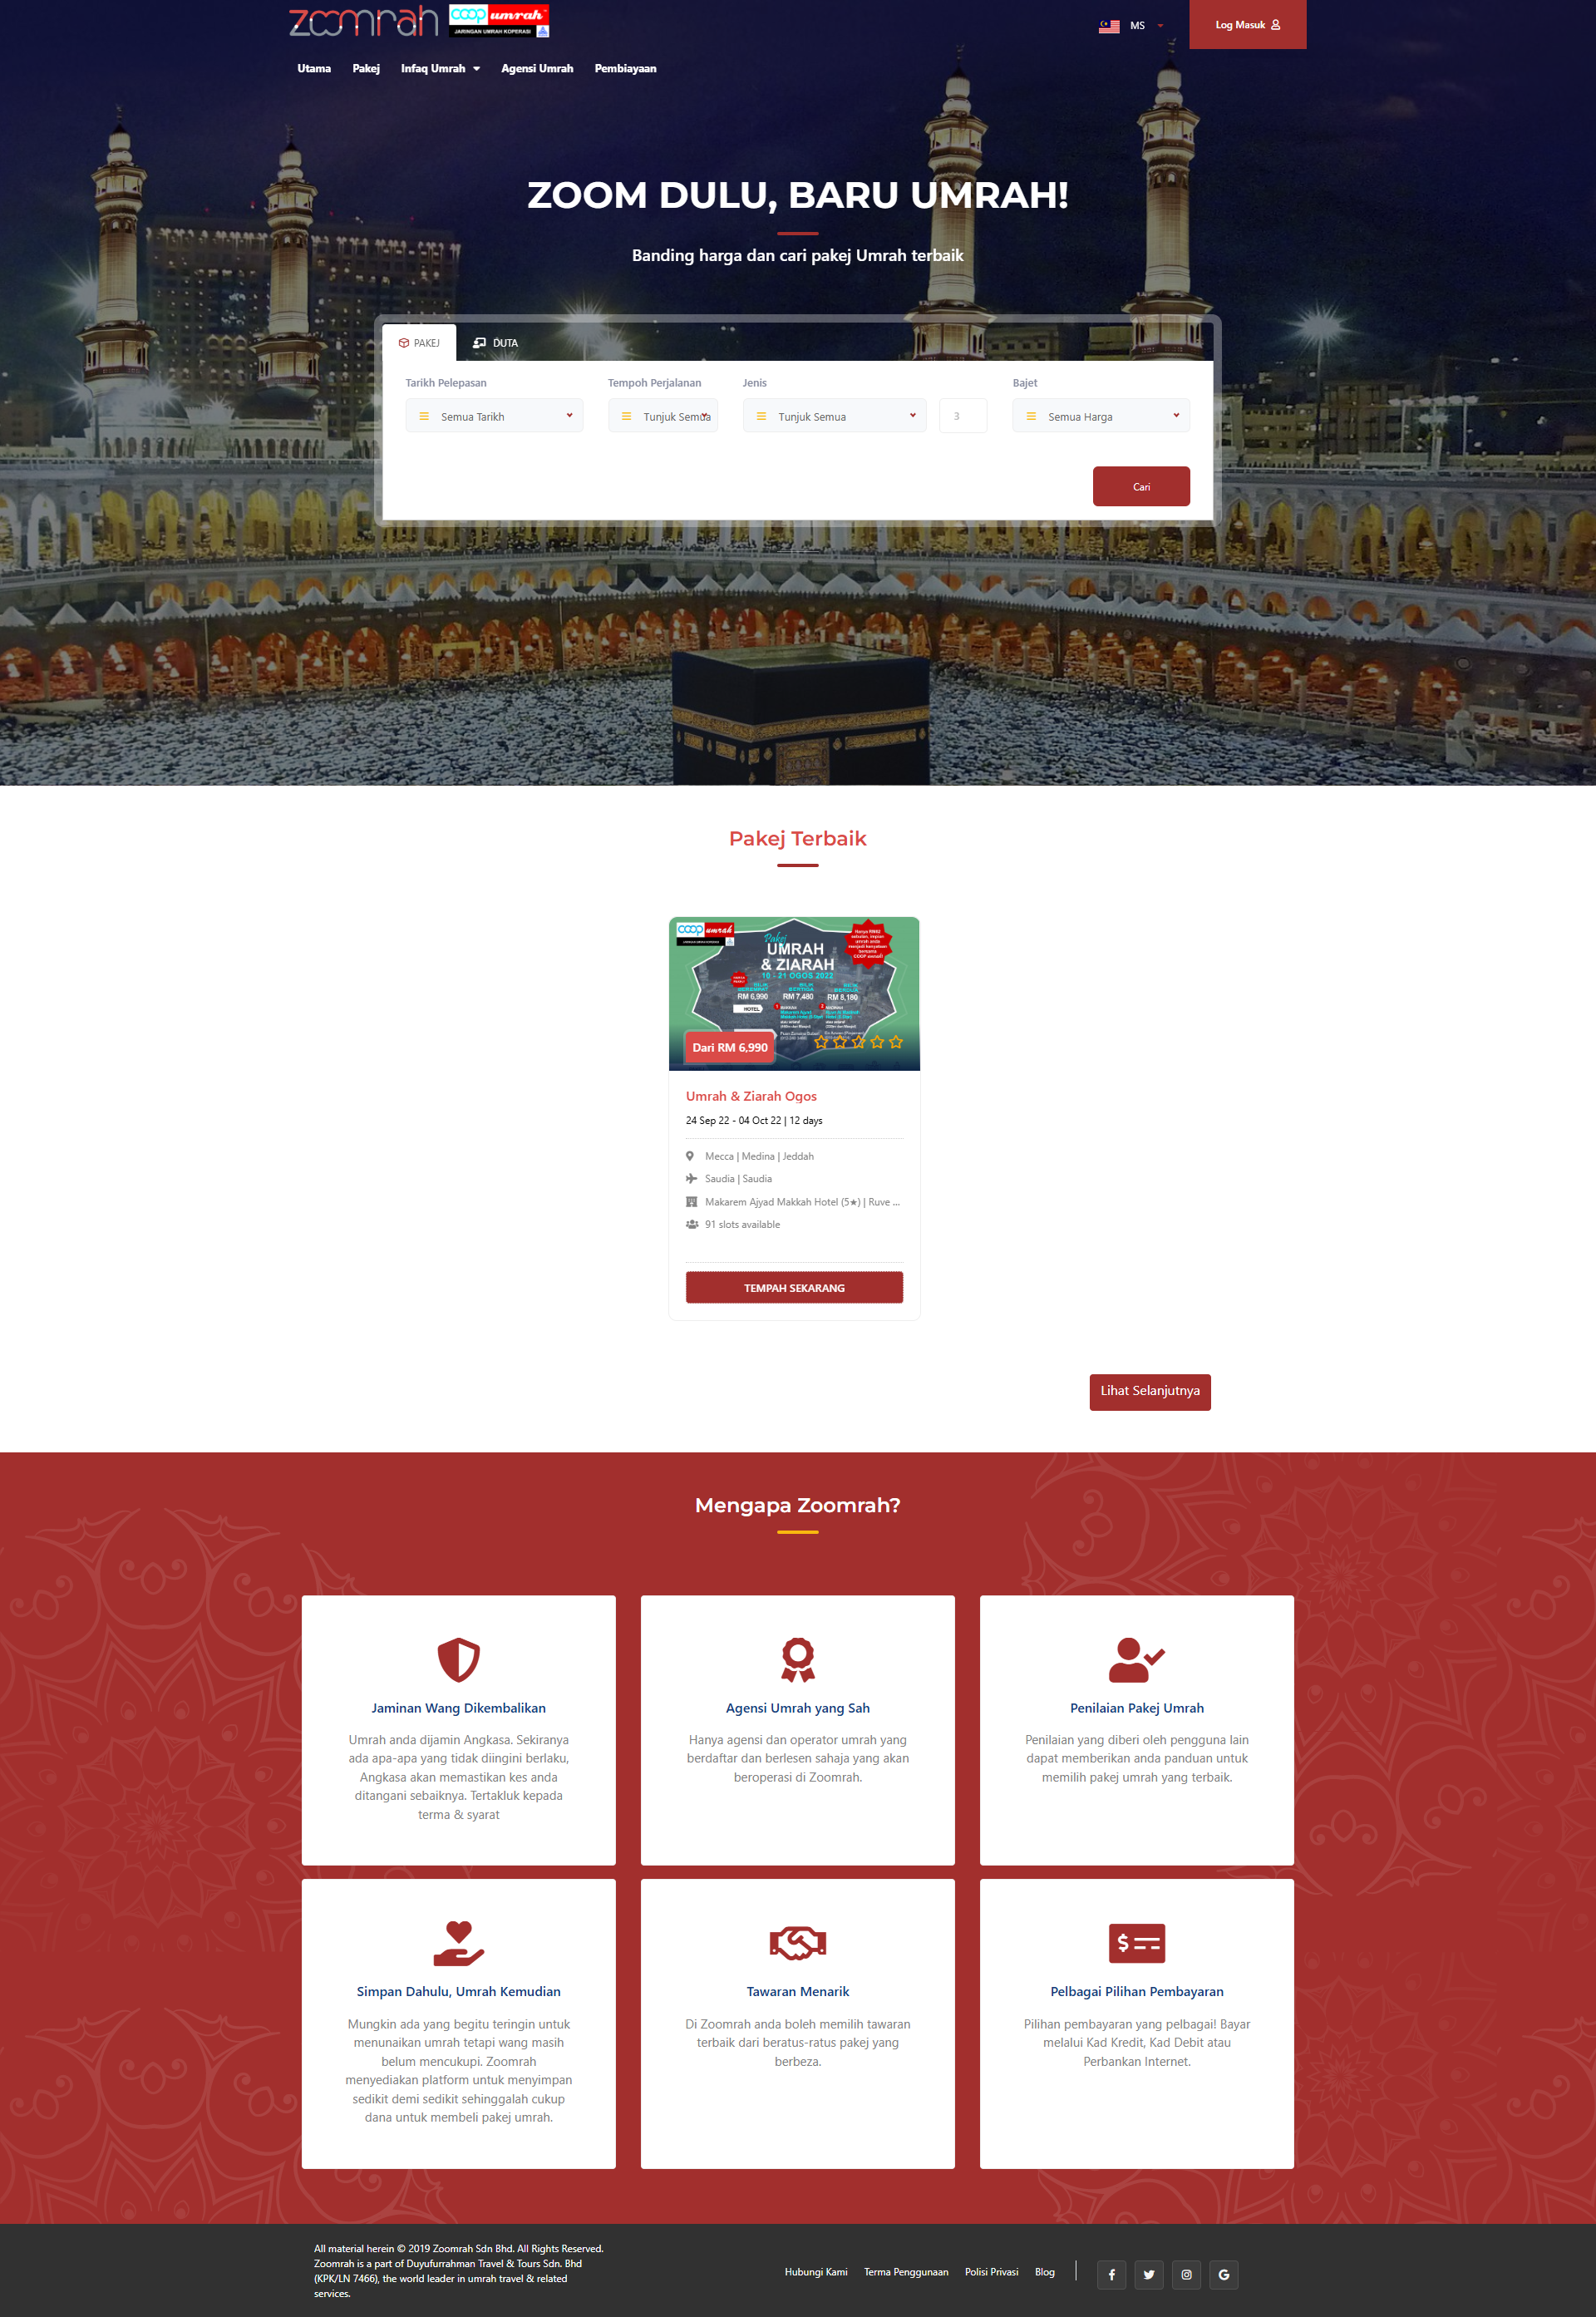 zoomrah
coop umrah
JARINGAN UMRAH KOPERASI
MS
Log Masuk
Utama
Pakej
Infaq Umrah
Agensi Umrah
Pembiayaan
ZOOM DULU, BARU UMRAH!
Banding harga dan cari pakej Umrah terbaik
PAKEJ
DUTA
Tarikh Pelepasan
Tempoh Perjalanan
Jenis
Bajet
Semua Tarikh
Tunjuk Semua
Tunjuk Semua
3
Semua Harga
Cari
Pakej Terbaik
coop umrah
Pakej
UMRAH
& ZIARAH
10 - 21 OGOS 2022
RM 6,990
RM 7,480
RM 8,180
HOTEL
Dari RM 6,990
Umrah & Ziarah Ogos
24 Sep 22 - 04 Oct 22 | 12 days
Mecca | Medina | Jeddah
Saudia | Saudia
Makarem Ajyad Makkah Hotel (5★) | Ruve ...
91 slots available
TEMPAH SEKARANG
Lihat Selanjutnya
Mengapa Zoomrah?
Jaminan Wang Dikembalikan
Umrah anda dijamin Angkasa. Sekiranya
ada apa-apa yang tidak diingini berlaku,
Angkasa akan memastikan kes anda
ditangani sebaiknya. Tertakluk kepada
terma & syarat
Agensi Umrah yang Sah
Hanya agensi dan operator umrah yang
berdaftar dan berlesen sahaja yang akan
beroperasi di Zoomrah.
Penilaian Pakej Umrah
Penilaian yang diberi oleh pengguna lain
dapat memberikan anda panduan untuk
memilih pakej umrah yang terbaik.
Simpan Dahulu, Umrah Kemudian
Mungkin ada yang begitu teringin untuk
menunaikan umrah tetapi wang masih
belum mencukupi. Zoomrah
menyediakan platform untuk menyimpan
sedikit demi sedikit sehinggalah cukup
dana untuk membeli pakej umrah.
Tawaran Menarik
Di Zoomrah anda boleh memilih tawaran
terbaik dari beratus-ratus pakej yang
berbeza.
Pelbagai Pilihan Pembayaran
Pilihan pembayaran yang pelbagai! Bayar
melalui Kad Kredit, Kad Debit atau
Perbankan Internet.
All material herein © 2019 Zoomrah Sdn Bhd. All Rights Reserved.
Zoomrah is a part of Duyufurrahman Travel & Tours Sdn. Bhd
(KPK/LN 7466), the world leader in umrah travel & related
services.
Hubungi Kami
Terma Penggunaan
Polisi Privasi
Blog